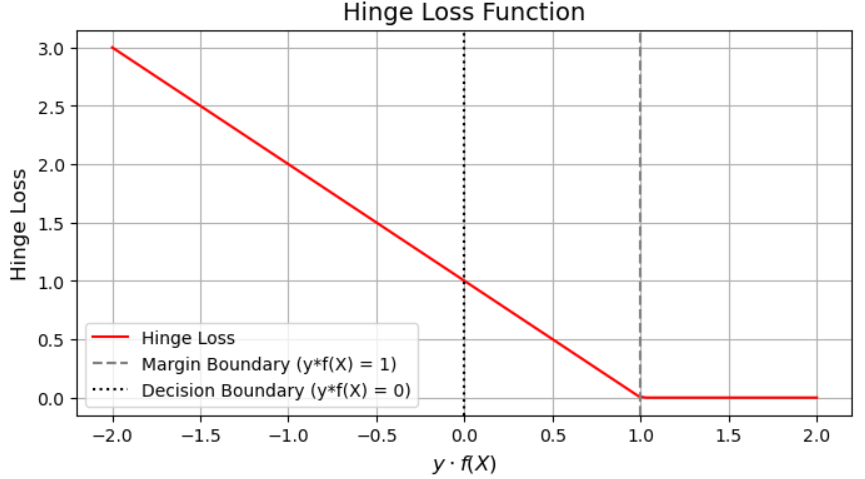 Hinge Loss Function
3.0
2.5
2.0
1.5
1.0
0.5
0.0
Hinge Loss
Hinge Loss
Margin Boundary (y*f(X) = 1)
Decision Boundary (y*f(X) = 0)
−2.0 −1.5 −1.0 −0.5 0.0 0.5 1.0 1.5 2.0
y · f(X)